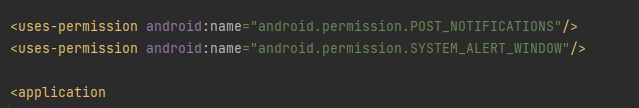 <uses-permission android:name="android.permission.POST_NOTIFICATIONS"/>
<uses-permission android:name="android.permission.SYSTEM_ALERT_WINDOW"/>
<application